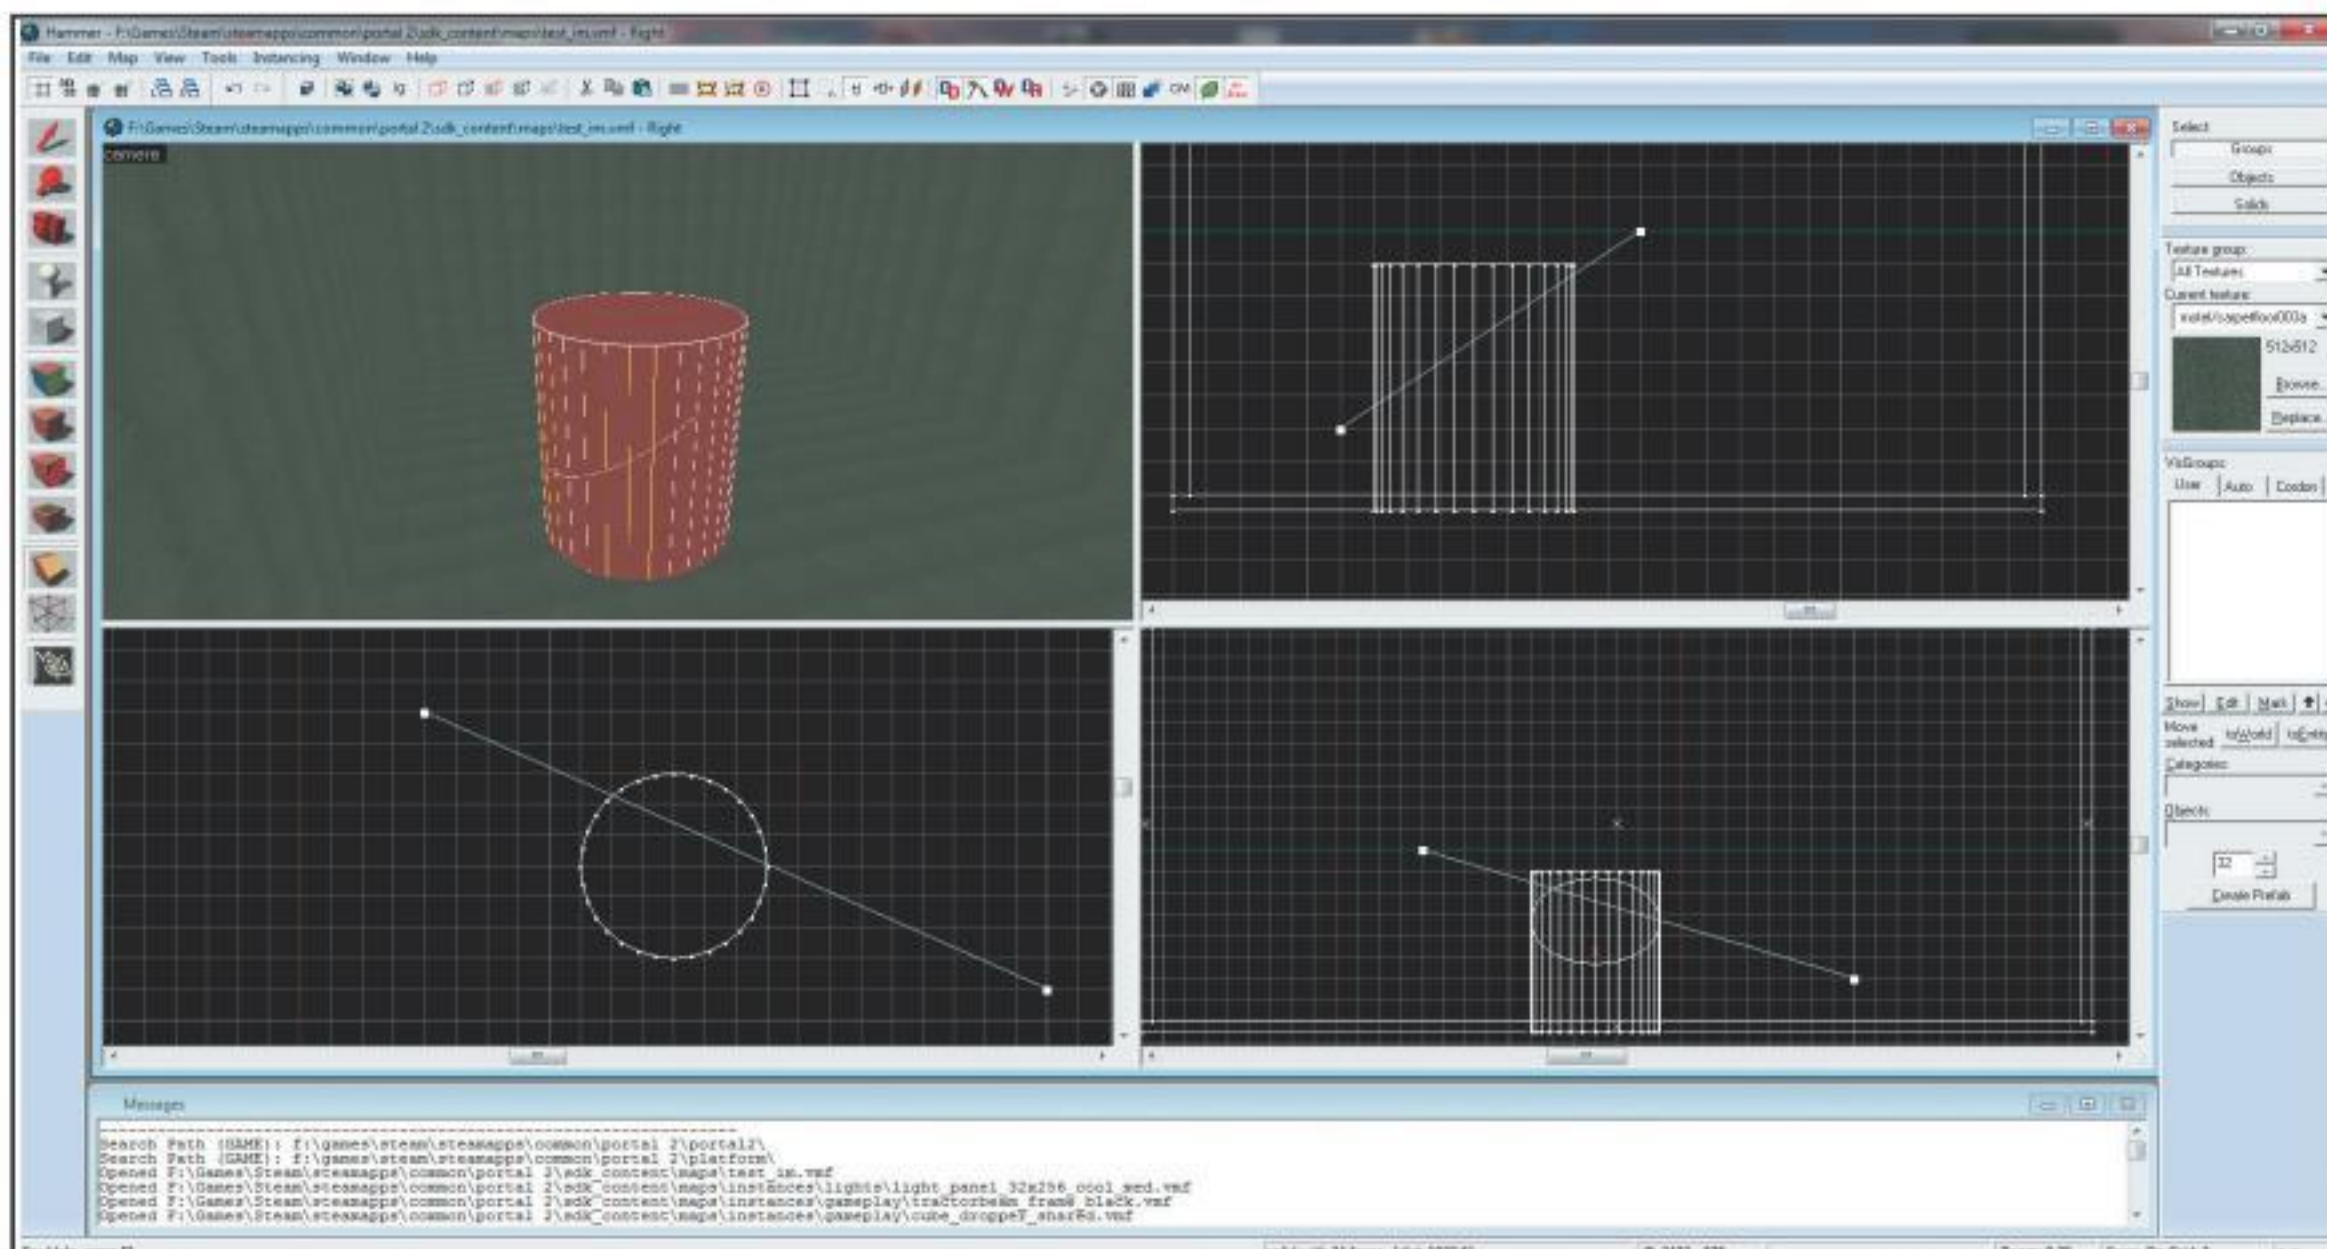 Hammer - F:\Games\Steam\steamapps\common\portal 2\sdk_content\maps\test_im.vmf - Right
File Edit Map View Tools Instancing Window Help
F:\Games\Steam\steamapps\common\portal 2\sdk_content\maps\test_im.vmf - Right
camera
Select:
Groups
Objects
Solids
Texture group:
All Textures
Current texture:
motel/carpetfloor003a
512x512
Browse...
Replace...
VisGroups:
User Auto Cordon
Show Edit Mark
Move selected: toWorld toEntity
Categories:
Objects:
32
Create Prefab
Messages
Search Path (GAME): f:\games\steam\steamapps\common\portal 2\portal2\
Search Path (GAME): f:\games\steam\steamapps\common\portal 2\platform\
Opened F:\Games\Steam\steamapps\common\portal 2\sdk_content\maps\test_im.vmf
Opened F:\Games\Steam\steamapps\common\portal 2\sdk_content\maps\instances\lights\light_panel_32x256_cool_med.vmf
Opened F:\Games\Steam\steamapps\common\portal 2\sdk_content\maps\instances\gameplay\tractorbeam_frame_black.vmf
Opened F:\Games\Steam\steamapps\common\portal 2\sdk_content\maps\instances\gameplay\cube_dropper_shared.vmf